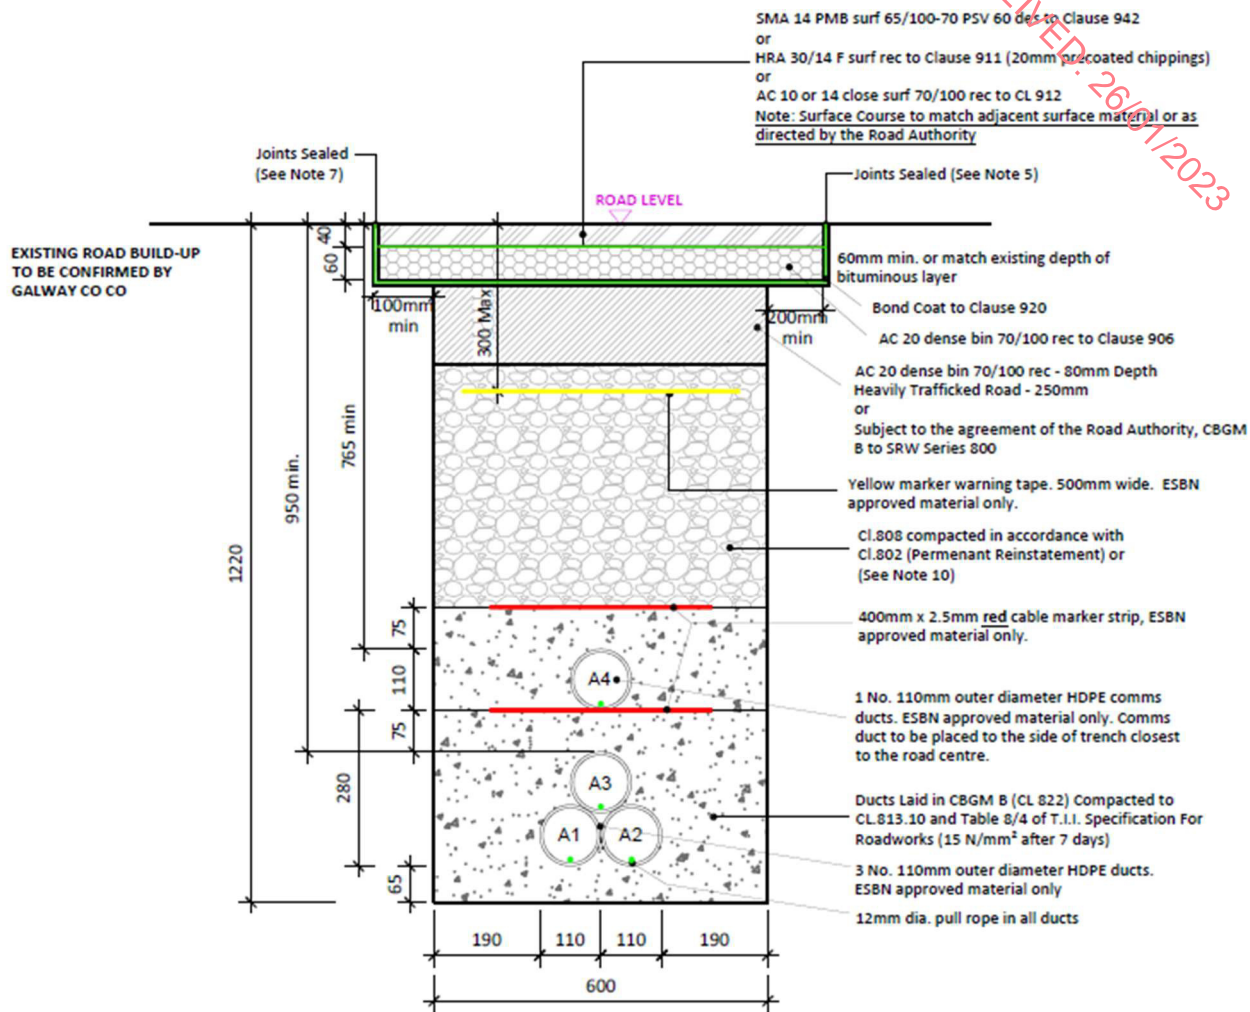 SMA 14 PMB surf 65/100-70 PSV 60 des to Clause 942
or
HRA 30/14 F surf rec to Clause 911 (20mm precoated chippings)
or
AC 10 or 14 close surf 70/100 rec to CL 912
Note: Surface Course to match adjacent surface material or as
directed by the Road Authority
IVED: 26/01/2023
Joints Sealed
(See Note 7)
Joints Sealed (See Note 5)
ROAD LEVEL
EXISTING ROAD BUILD-UP
TO BE CONFIRMED BY
GALWAY CO CO
40
60
60mm min. or match existing depth of
bituminous layer
100mm
min
300 Max
200mm
min
Bond Coat to Clause 920
AC 20 dense bin 70/100 rec to Clause 906
AC 20 dense bin 70/100 rec - 80mm Depth
Heavily Trafficked Road - 250mm
or
Subject to the agreement of the Road Authority, CBGM
B to SRW Series 800
765 min
950 min.
1220
Yellow marker warning tape. 500mm wide. ESBN
approved material only.
Cl.808 compacted in accordance with
Cl.802 (Permenant Reinstatement) or
(See Note 10)
400mm x 2.5mm red cable marker strip, ESBN
approved material only.
75
110
75
280
65
A4
A3
A1
A2
1 No. 110mm outer diameter HDPE comms
ducts. ESBN approved material only. Comms
duct to be placed to the side of trench closest
to the road centre.
Ducts Laid in CBGM B (CL 822) Compacted to
CL.813.10 and Table 8/4 of T.I.I. Specification For
Roadworks (15 N/mm² after 7 days)
3 No. 110mm outer diameter HDPE ducts.
ESBN approved material only
12mm dia. pull rope in all ducts
190
110
110
190
600